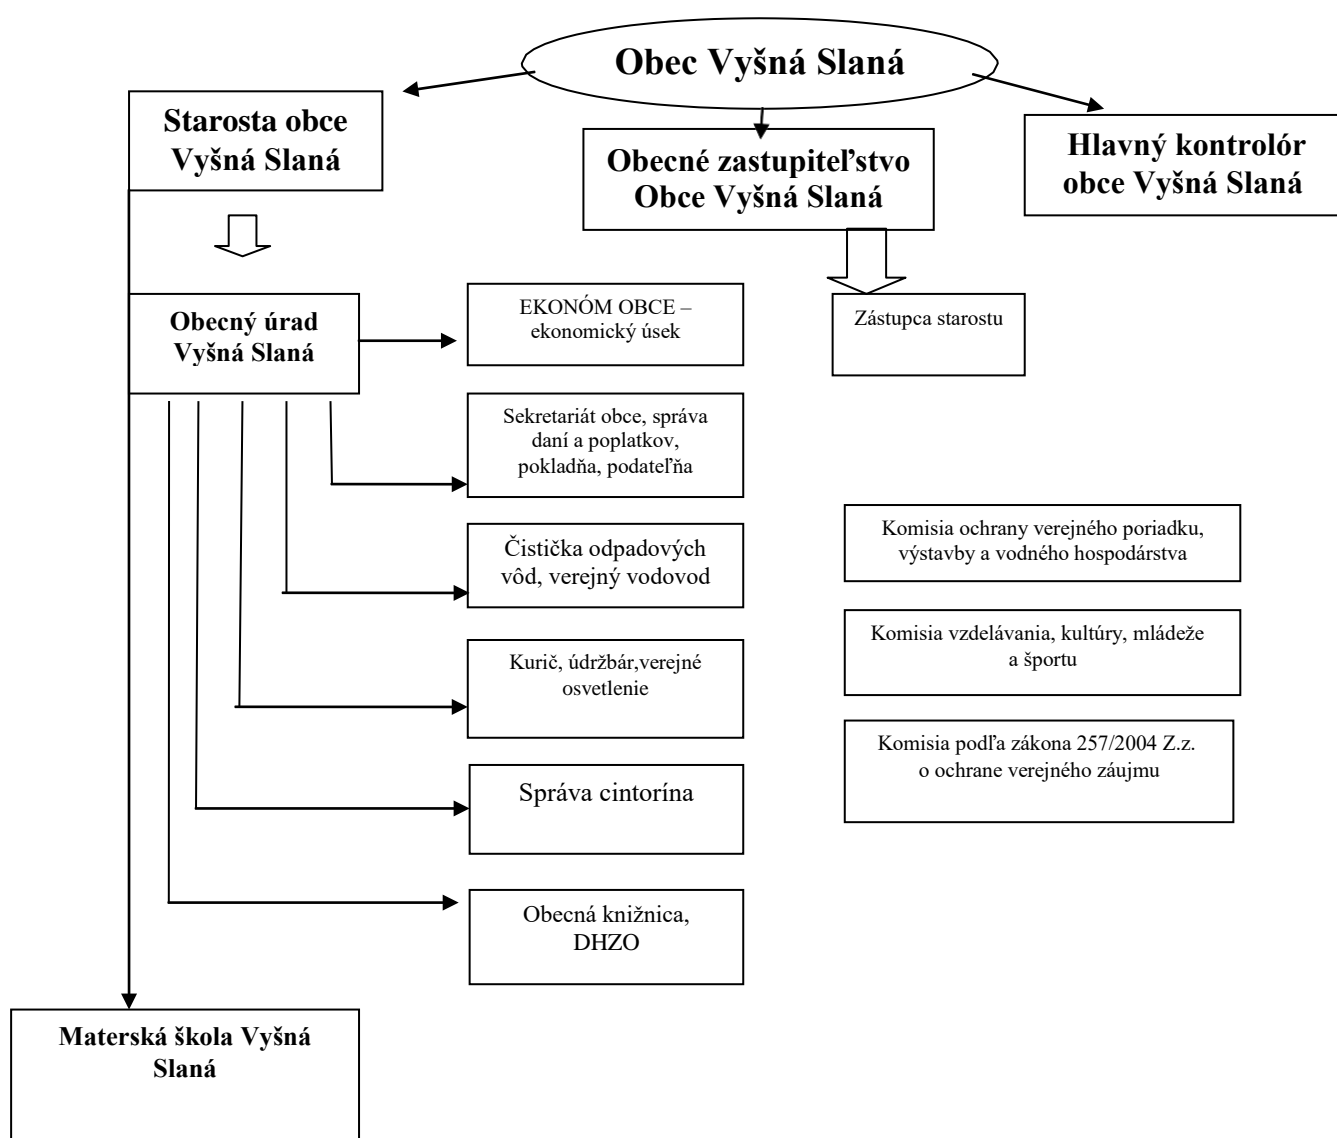 Obec Vyšná Slaná
Starosta obce
Vyšná Slaná
Obecné zastupiteľstvo
Obce Vyšná Slaná
Hlavný kontrolór
obce Vyšná Slaná
Obecný úrad
Vyšná Slaná
EKONÓM OBCE –
ekonomický úsek
Zástupca starostu
Sekretariát obce, správa
daní a poplatkov,
pokladňa, podateľňa
Čistička odpadových
vôd, verejný vodovod
Komisia ochrany verejného poriadku,
výstavby a vodného hospodárstva
Kurič, údržbár,verejné
osvetlenie
Komisia vzdelávania, kultúry, mládeže
a športu
Komisia podľa zákona 257/2004 Z.z.
o ochrane verejného záujmu
Správa cintorína
Obecná knižnica,
DHZO
Materská škola Vyšná
Slaná